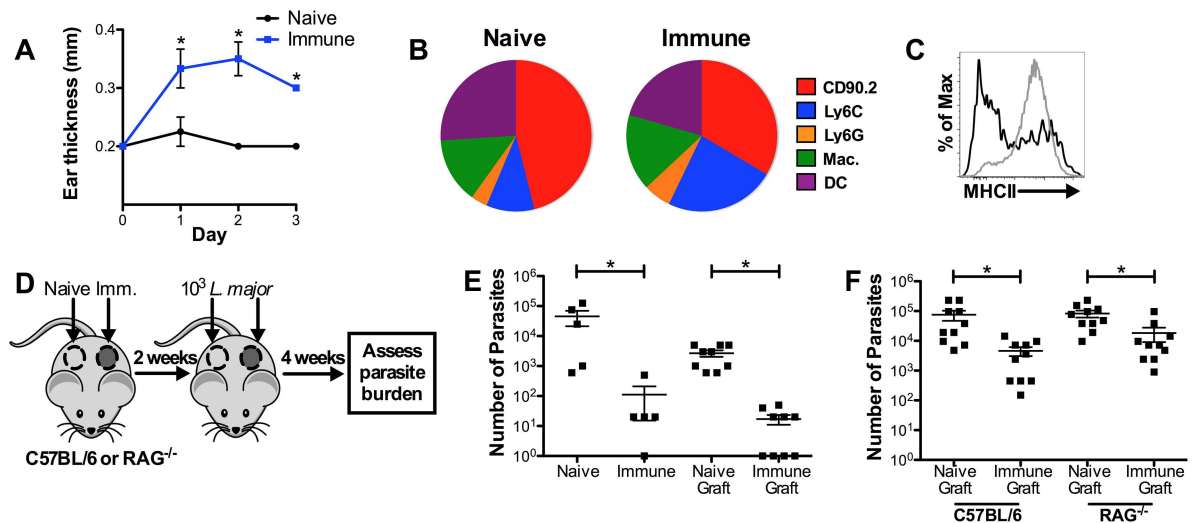 A
Ear thickness (mm)
0.4
0.3
0.2
0
1
2
3
Day
Naive
Immune
*
*
*
B
Naive
Immune
CD90.2
Ly6C
Ly6G
Mac.
DC
C
% of Max
MHCII
D
Naive Imm.
10³ L. major
2 weeks
4 weeks
Assess
parasite
burden
C57BL/6 or RAG-/-
E
Number of Parasites
10⁶
10⁵
10⁴
10³
10²
10¹
10⁰
*
*
Naive
Immune
Naive
Graft
Immune
Graft
F
Number of Parasites
10⁶
10⁵
10⁴
10³
10²
10¹
10⁰
*
*
Naive
Graft
Immune
Graft
Naive
Graft
Immune
Graft
C57BL/6
RAG-/-